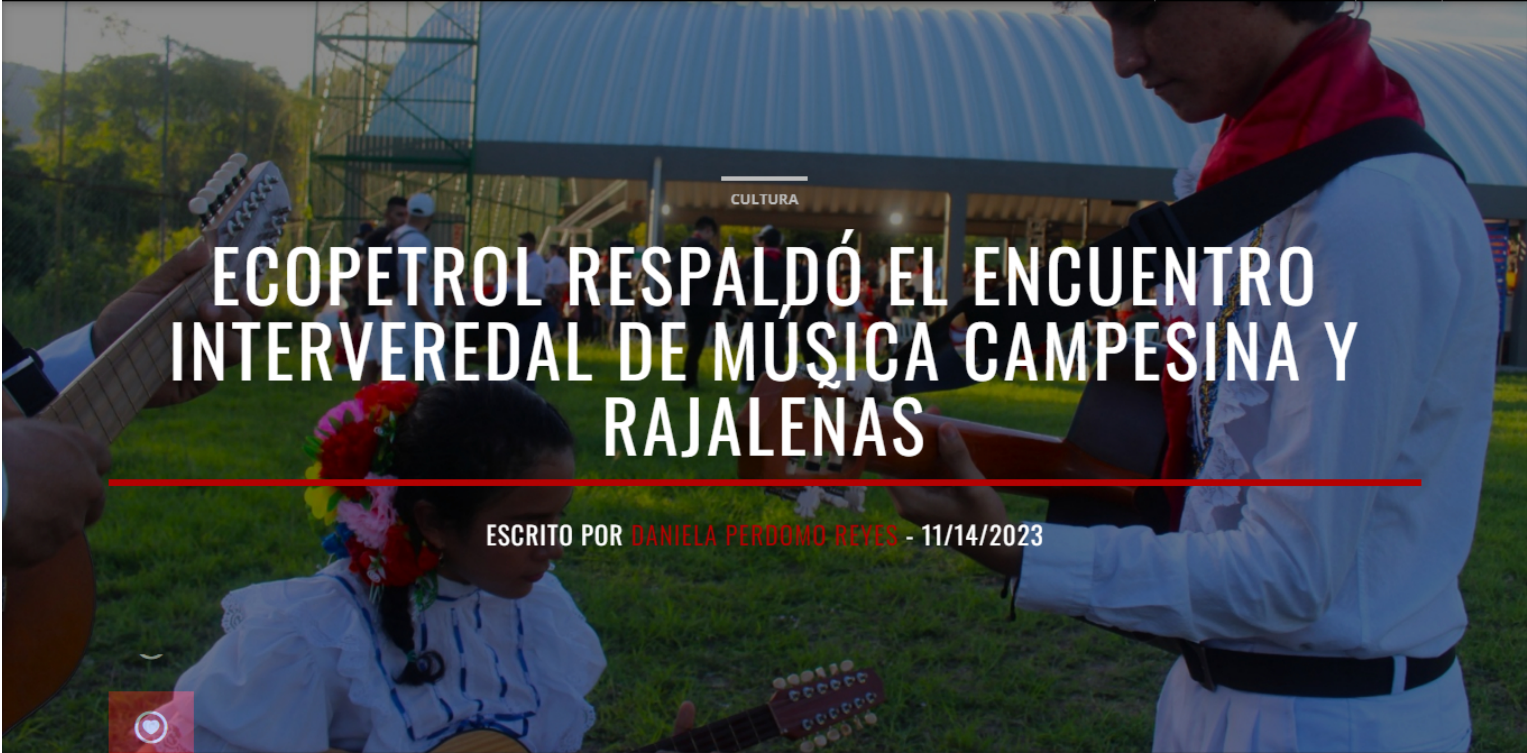 CULTURA
ECOPETROL RESPALDÓ EL ENCUENTRO
INTERVEREDAL DE MÚSICA CAMPESINA Y
RAJALEÑAS
ESCRITO POR DANIELA PERDOMO REYES - 11/14/2023